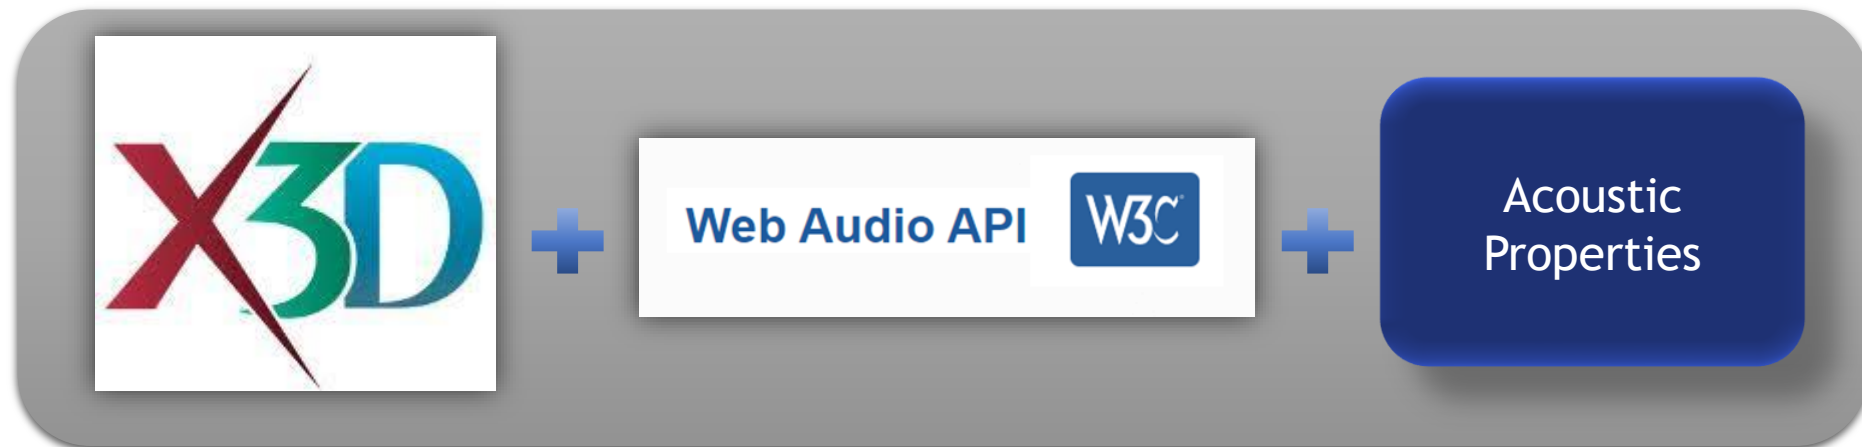 X3D
Web Audio API
W3C
Acoustic
Properties